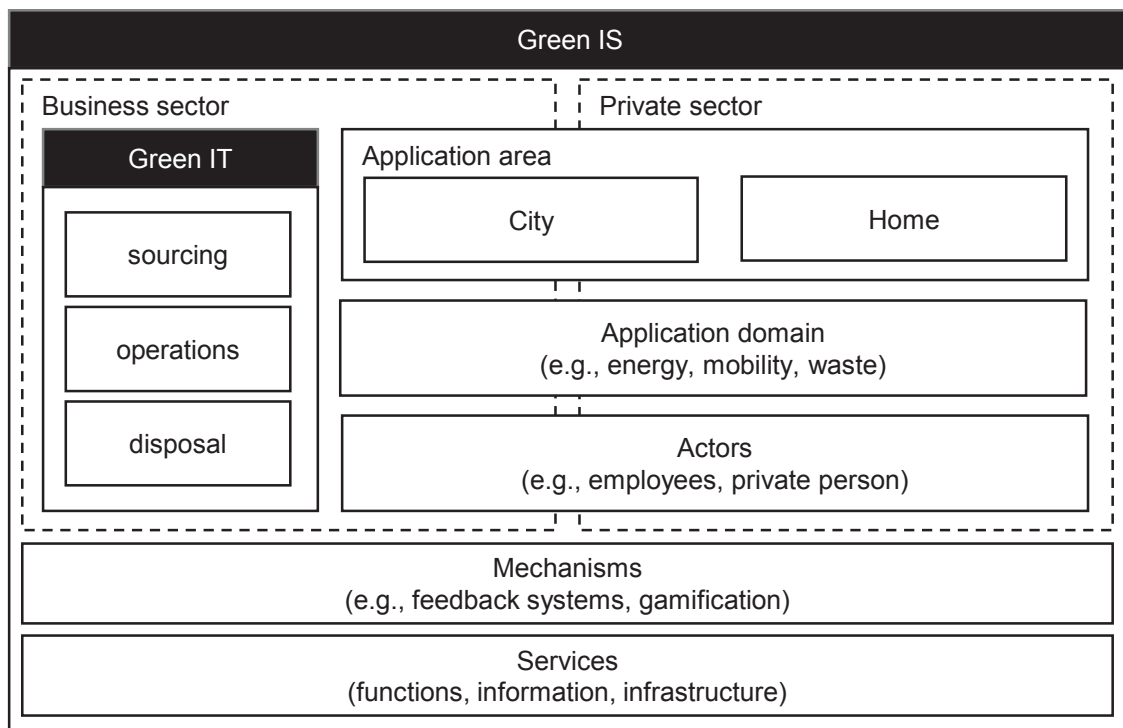 Green IS
Business sector
Private sector
Green IT
sourcing
operations
disposal
Application area
City
Home
Application domain
(e.g., energy, mobility, waste)
Actors
(e.g., employees, private person)
Mechanisms
(e.g., feedback systems, gamification)
Services
(functions, information, infrastructure)